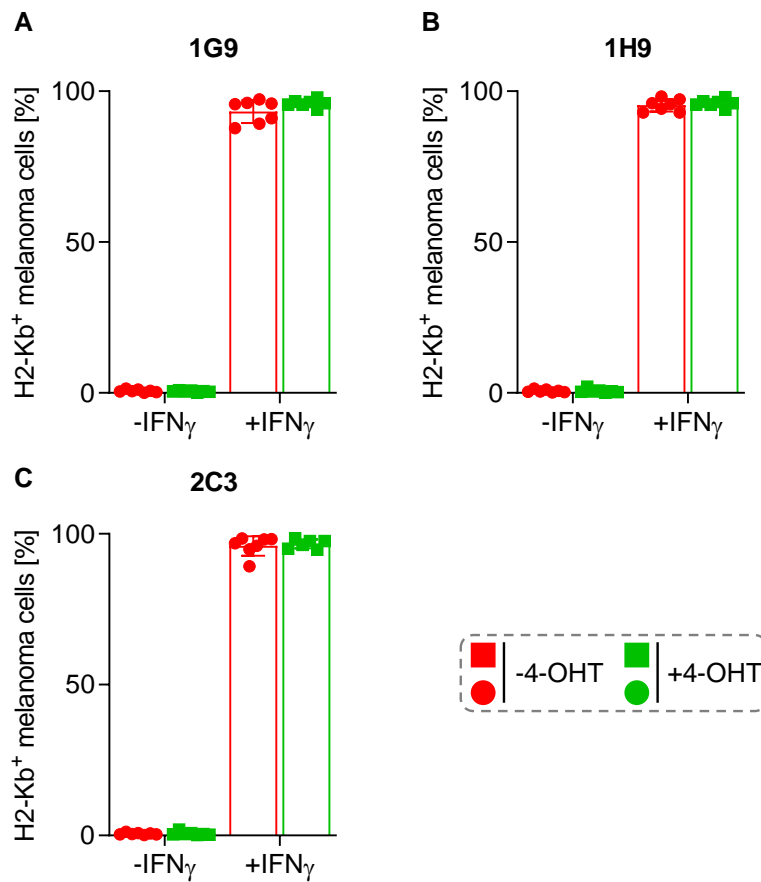 A
1G9
H2-Kb⁺ melanoma cells [%]
100
50
0
-IFNγ
+IFNγ
B
1H9
H2-Kb⁺ melanoma cells [%]
100
50
0
-IFNγ
+IFNγ
C
2C3
H2-Kb⁺ melanoma cells [%]
100
50
0
-IFNγ
+IFNγ
-4-OHT
+4-OHT